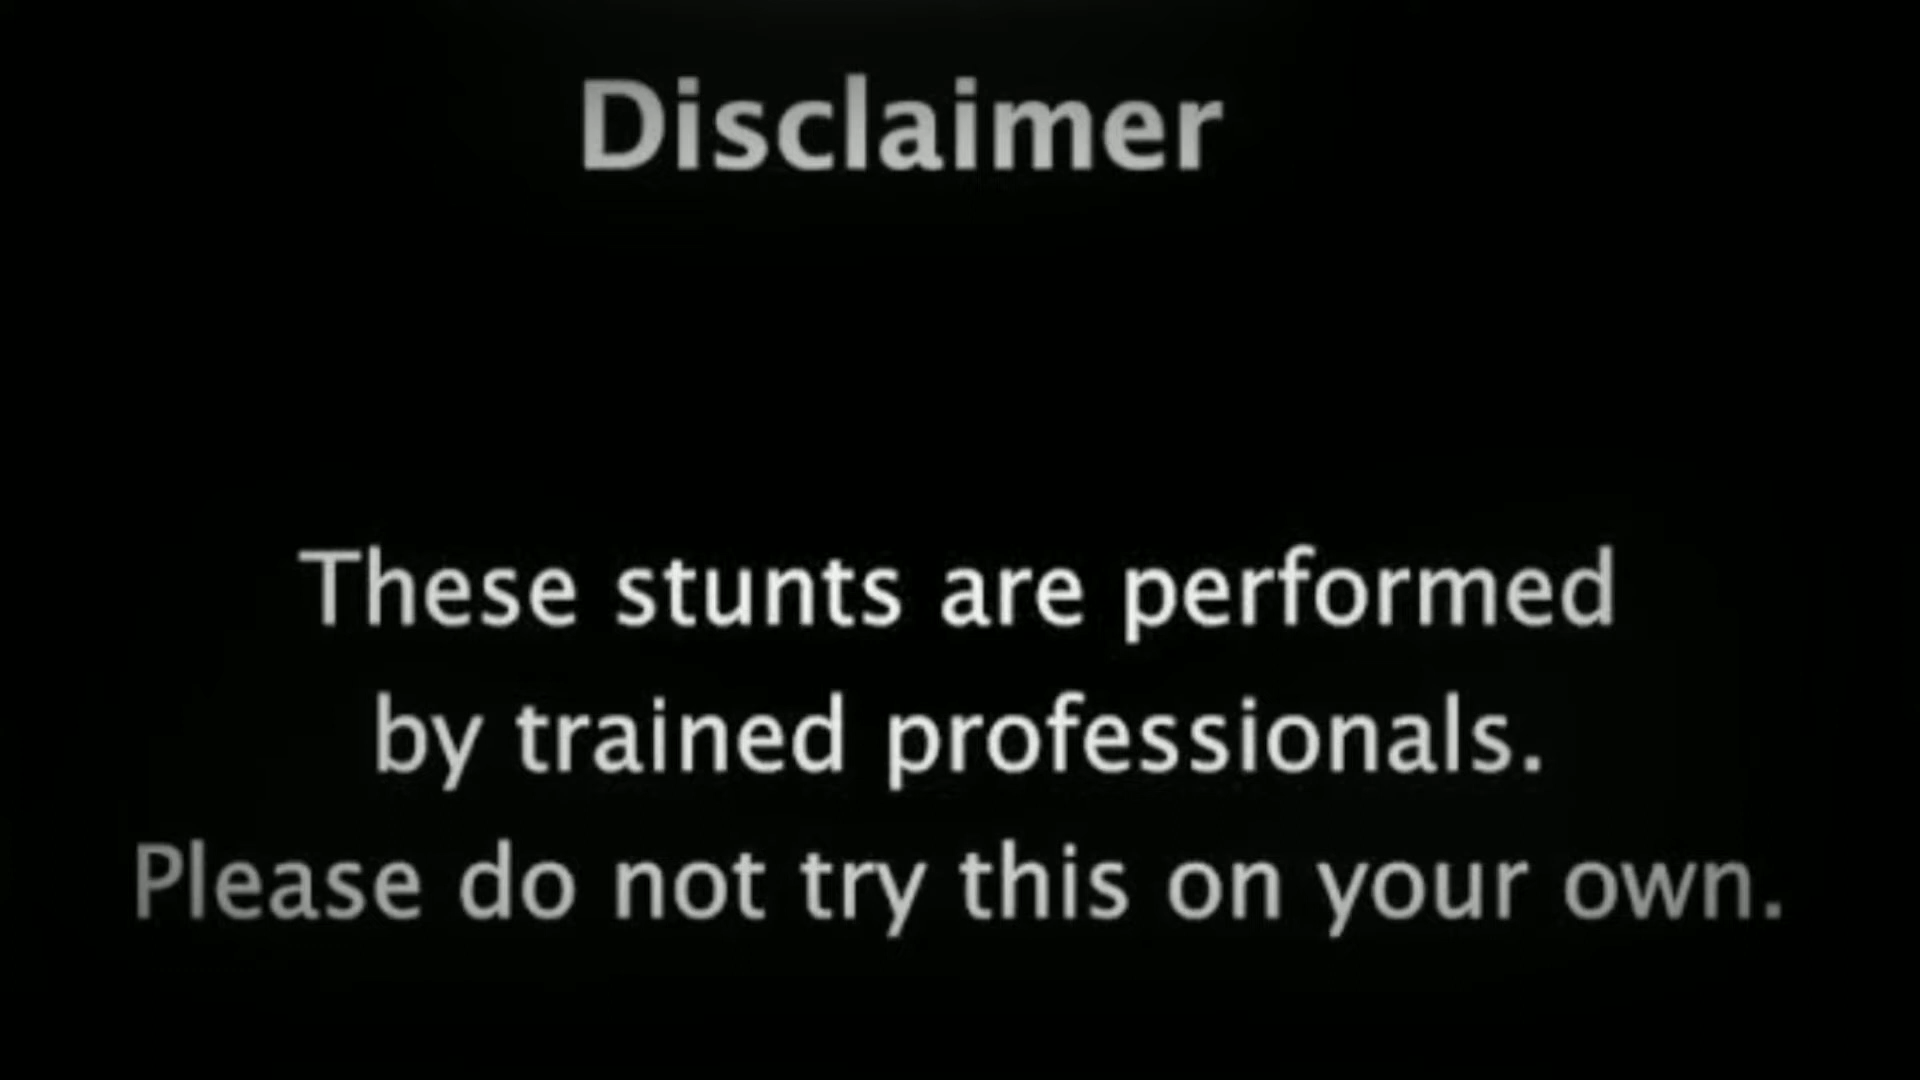 Disclaimer
These stunts are performed
by trained professionals.
Please do not try this on your own.